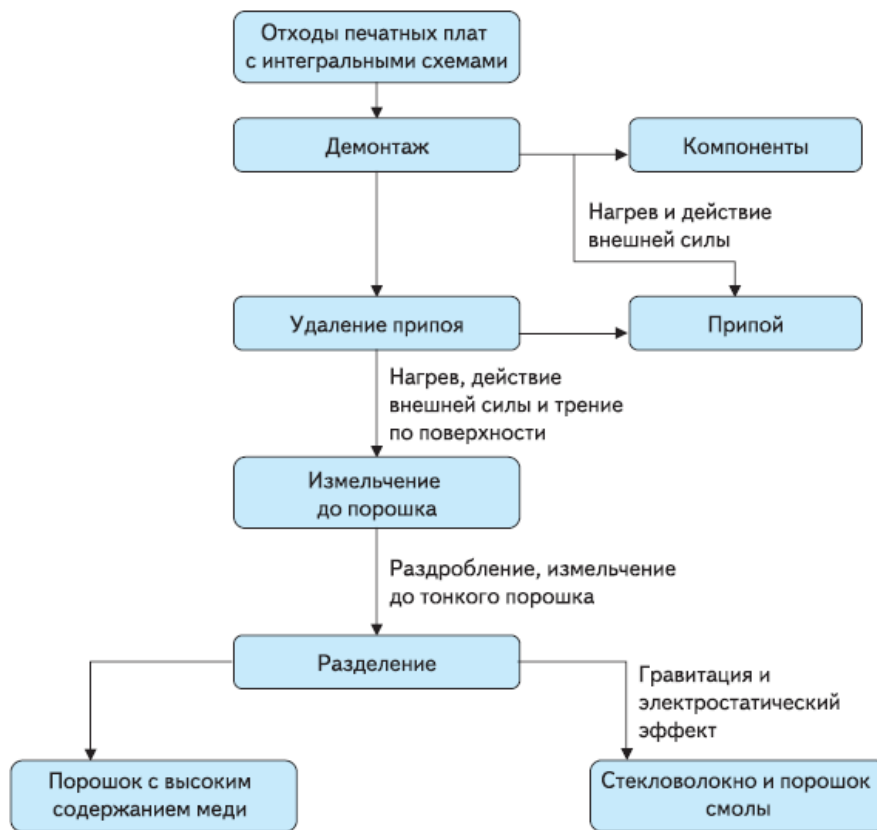 Отходы печатных плат
с интегральными схемами
Демонтаж
Компоненты
Нагрев и действие
внешней силы
Удаление припоя
Припой
Нагрев, действие
внешней силы и трение
по поверхности
Измельчение
до порошка
Раздробление, измельчение
до тонкого порошка
Разделение
Гравитация и
электростатический
эффект
Порошок с высоким
содержанием меди
Стекловолокно и порошок
смолы